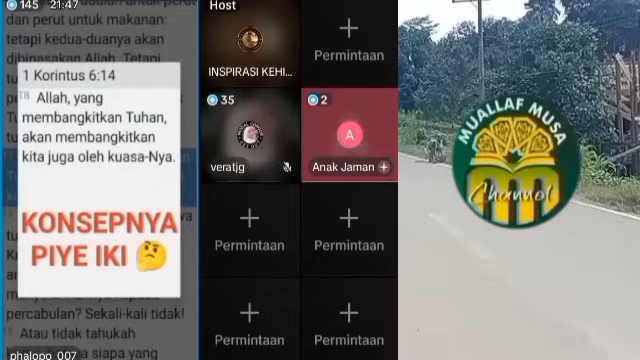 145 21:47
dan perut untuk makanan:
tetapi kedua-duanya akan
dibinasakan Allah. Tetapi
1 Korintus 6:14
TB Allah, yang
membangkitkan Tuhan,
akan membangkitkan
kita juga oleh kuasa-Nya.
KONSEPNYA
PIYE IKI 🤔
percabulan? Sekali-kali tidak!
Atau tidak tahukah
siapa yang
phalopo_007
Host
INSPIRASI KEHI...
Permintaan
35
veratjg
2
A
Anak Jaman +
Permintaan
Permintaan
Permintaan
Permintaan
MUALLAF MUSA
Channel